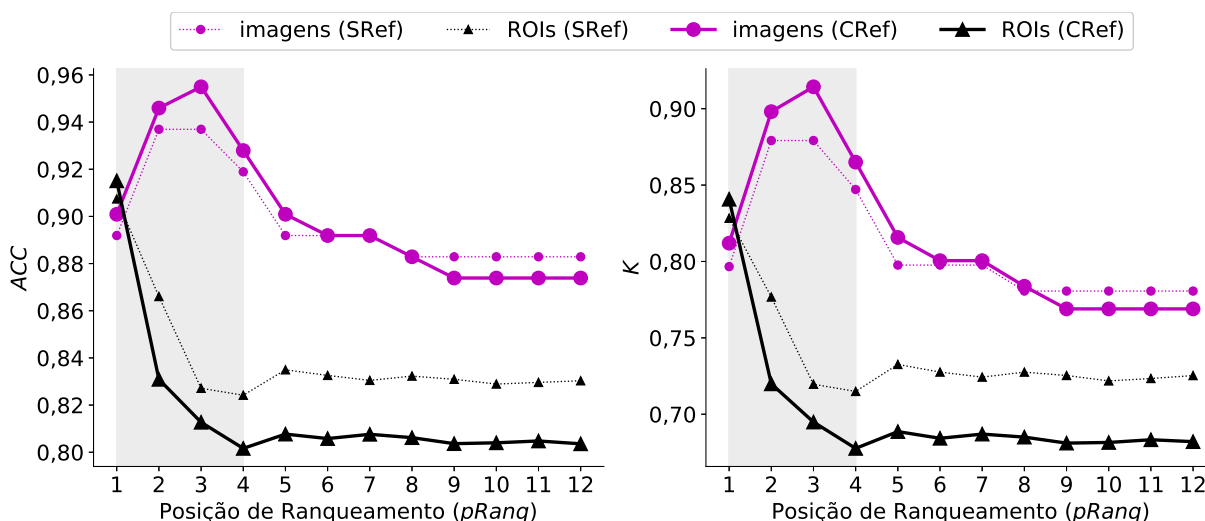 imagens (SRef) ROIs (SRef) imagens (CRef) ROIs (CRef)
0,96
0,94
0,92
0,90
0,88
0,86
0,84
0,82
0,80
ACC
1 2 3 4 5 6 7 8 9 10 11 12
Posição de Ranqueamento (pRanq)
0,90
0,85
0,80
0,75
0,70
K
1 2 3 4 5 6 7 8 9 10 11 12
Posição de Ranqueamento (pRanq)